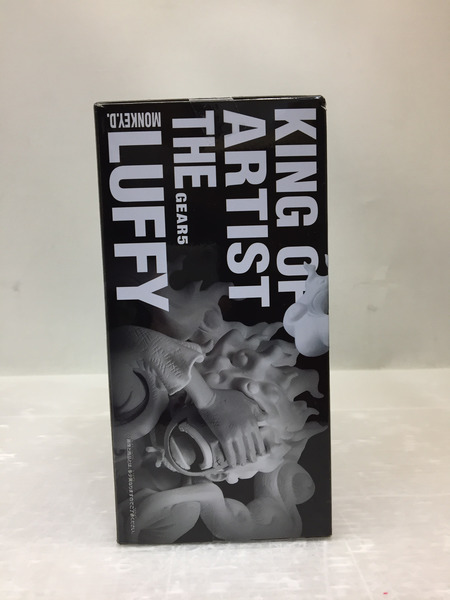 KING OF
ARTIST
THE
GEAR5
MONKEY.D.
LUFFY